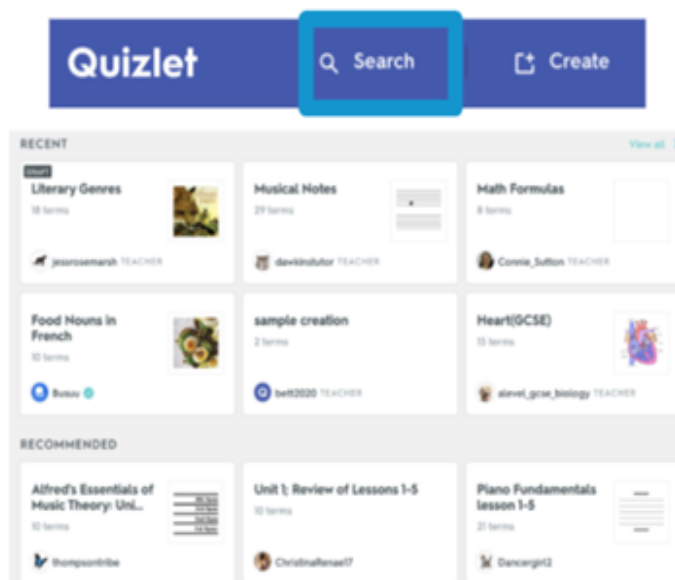 Quizlet
Search
Create
RECENT
View all
DRAFT
Literary Genres
18 terms
jessrosemarsh TEACHER
Musical Notes
29 terms
dawkinstutor TEACHER
Math Formulas
8 terms
Connie_Sutton TEACHER
Food Nouns in
French
10 terms
Busuu
sample creation
2 terms
bett2020 TEACHER
Heart(GCSE)
15 terms
alevel_gcse_biology TEACHER
RECOMMENDED
Alfred's Essentials of
Music Theory: Uni...
10 terms
thompsontribe
Unit 1; Review of Lessons 1-5
10 terms
ChristinaRenae17
Piano Fundamentals
lesson 1-5
21 terms
Dancergirl2